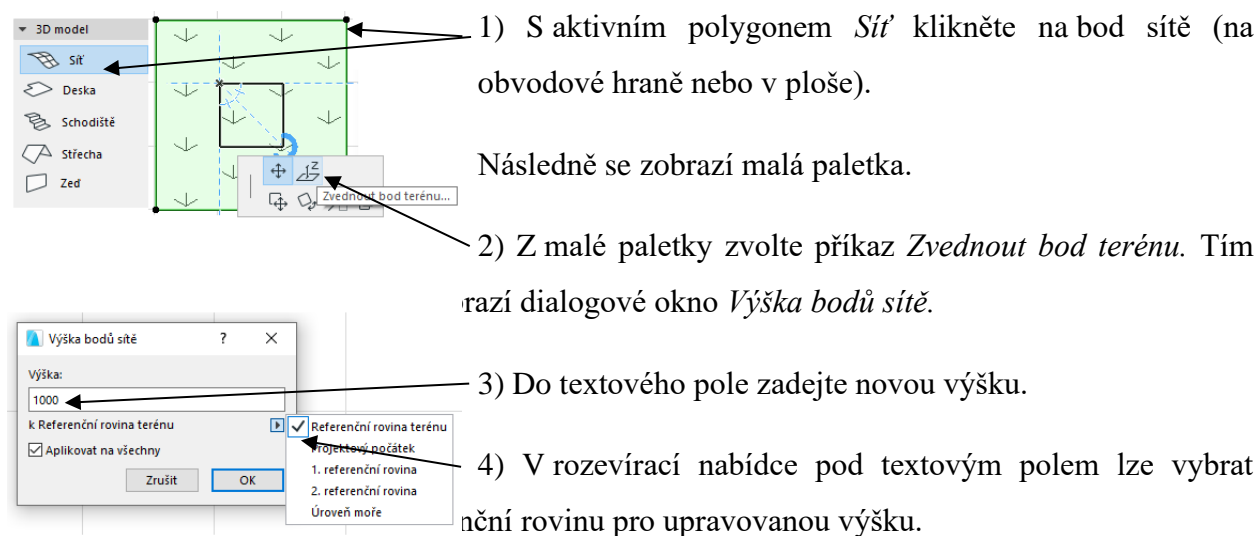 3D model
Síť
Deska
Schodiště
Střecha
Zeď
Z
Zvednout bod terénu...
1) S aktivním polygonem Síť klikněte na bod sítě (na
obvodové hraně nebo v ploše).
Následně se zobrazí malá paletka.
2) Z malé paletky zvolte příkaz Zvednout bod terénu. Tím
razí dialogové okno Výška bodů sítě.
Výška bodů sítě ? ×
Výška:
1000
k Referenční rovina terénu
Aplikovat na všechny
Zrušit OK
Referenční rovina terénu
Projektový počátek
1. referenční rovina
2. referenční rovina
Úroveň moře
3) Do textového pole zadejte novou výšku.
4) V rozevírací nabídce pod textovým polem lze vybrat
nční rovinu pro upravovanou výšku.